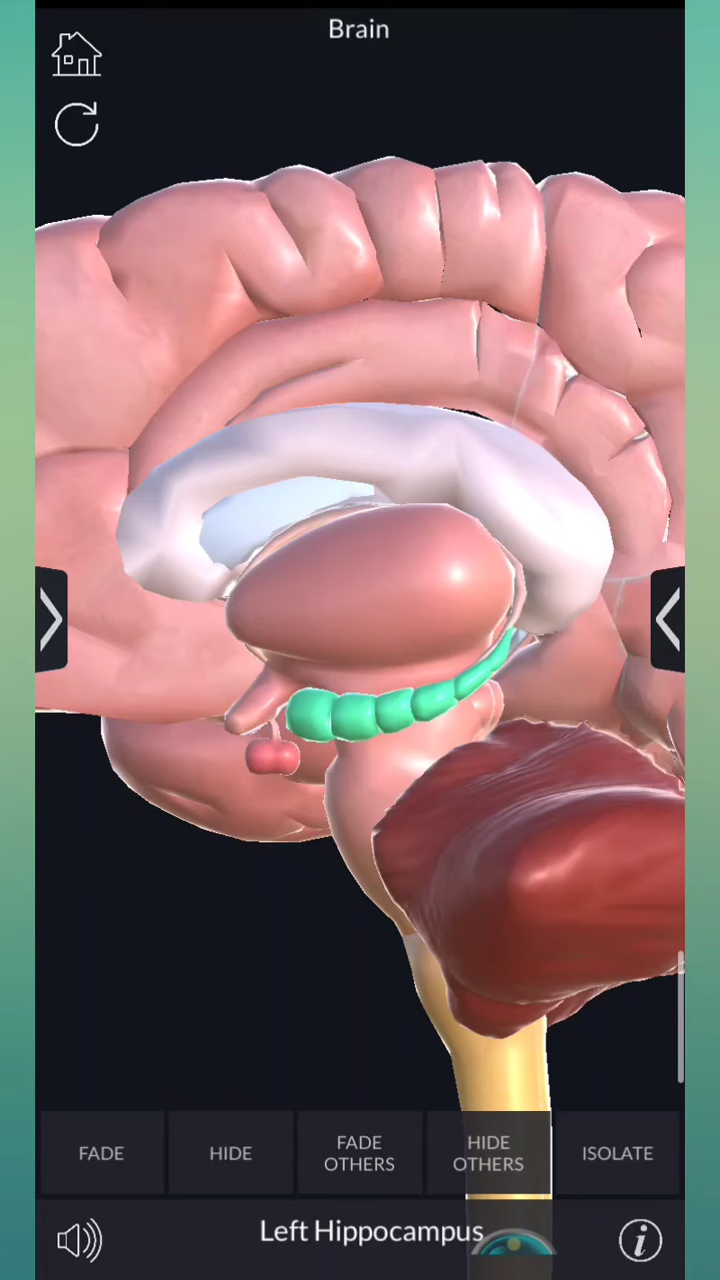 Brain
FADE
HIDE
FADE
OTHERS
HIDE
OTHERS
ISOLATE
Left Hippocampus
i